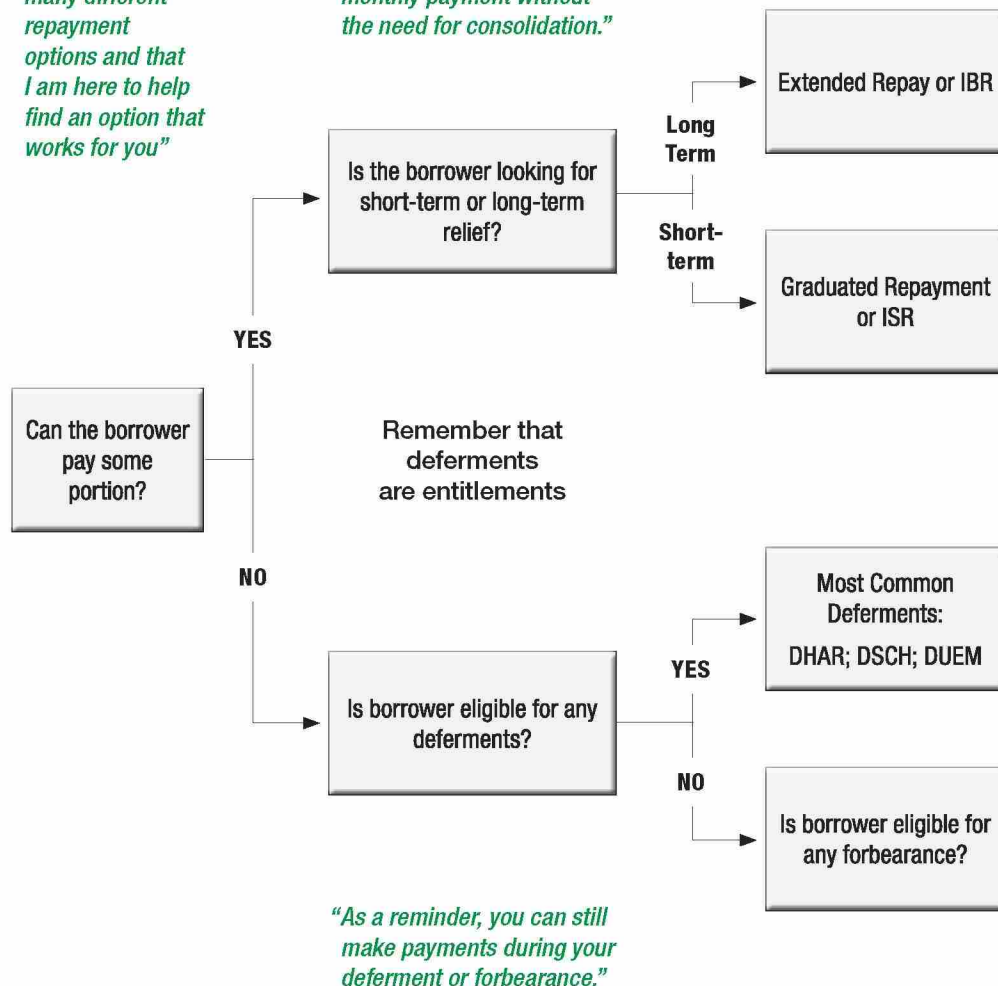 many different
repayment
options and that
I am here to help
find an option that
works for you”
monthly payment without
the need for consolidation.”
Extended Repay or IBR
Long
Term
Is the borrower looking for
short-term or long-term
relief?
Short-
term
Graduated Repayment
or ISR
YES
Can the borrower
pay some
portion?
Remember that
deferments
are entitlements
NO
Most Common
Deferments:
DHAR; DSCH; DUEM
YES
Is borrower eligible for any
deferments?
NO
Is borrower eligible for
any forbearance?
“As a reminder, you can still
make payments during your
deferment or forbearance.”